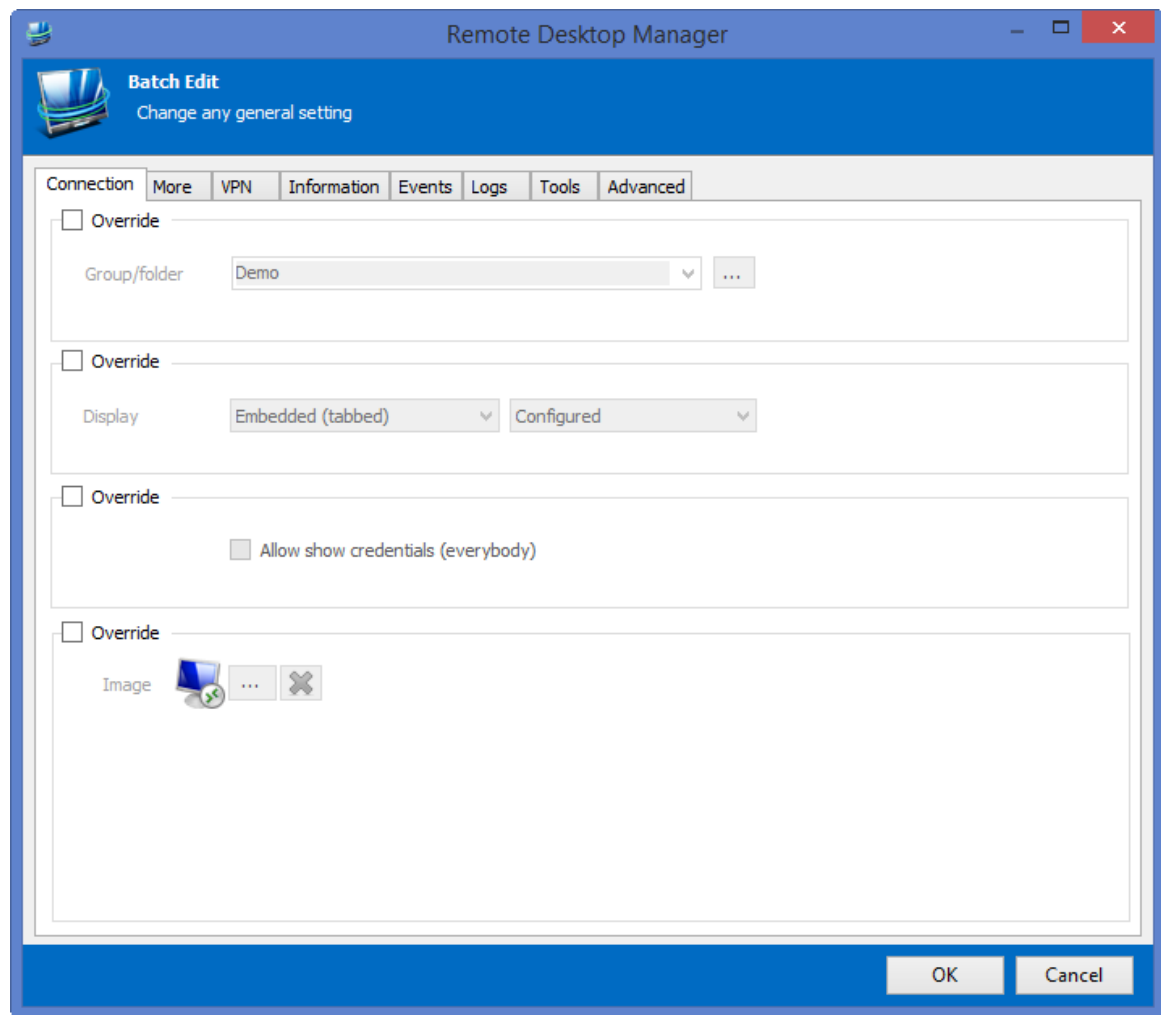 Remote Desktop Manager
Batch Edit
Change any general setting
Connection More VPN Information Events Logs Tools Advanced
Override
Group/folder Demo ...
Override
Display Embedded (tabbed) Configured
Override
Allow show credentials (everybody)
Override
Image ...
OK Cancel